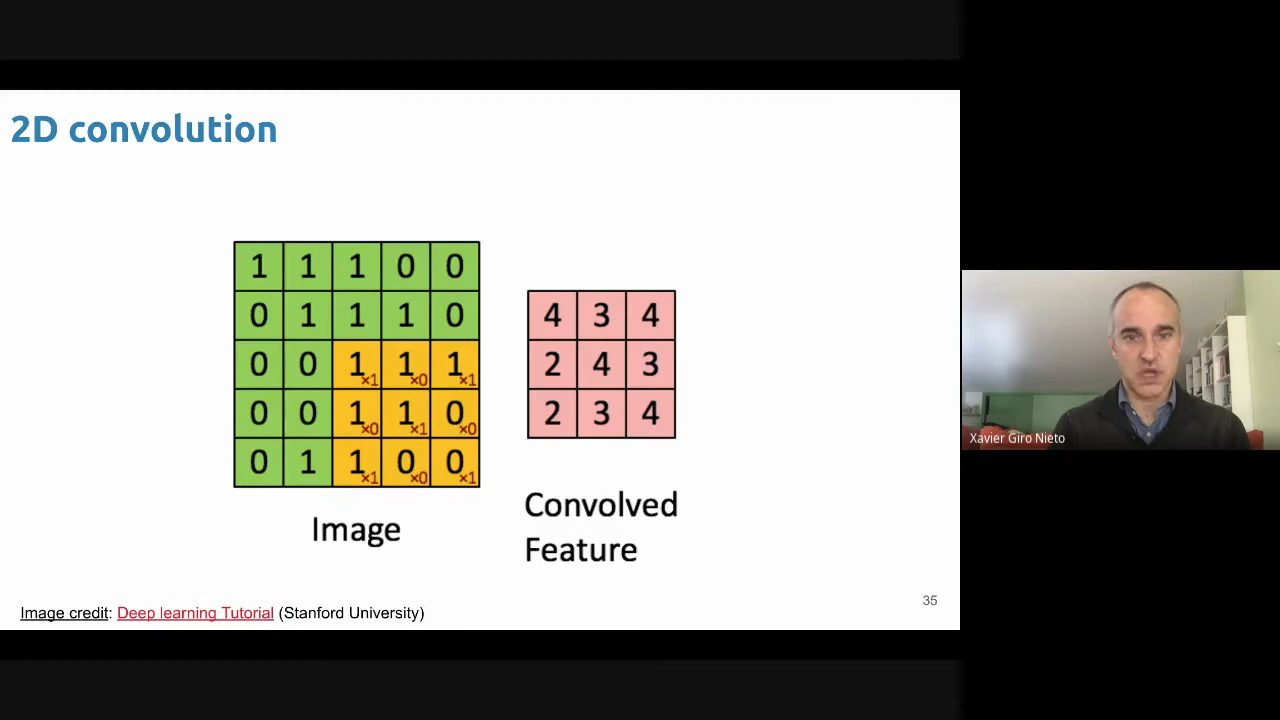 2D convolution
1 1 1 0 0
0 1 1 1 0
0 0 1×1 1×0 1×1
0 0 1×0 1×1 0×0
0 1 1×1 0×0 0×1
Image
4 3 4
2 4 3
2 3 4
Convolved
Feature
Image credit: Deep learning Tutorial (Stanford University)
35
Xavier Giro Nieto